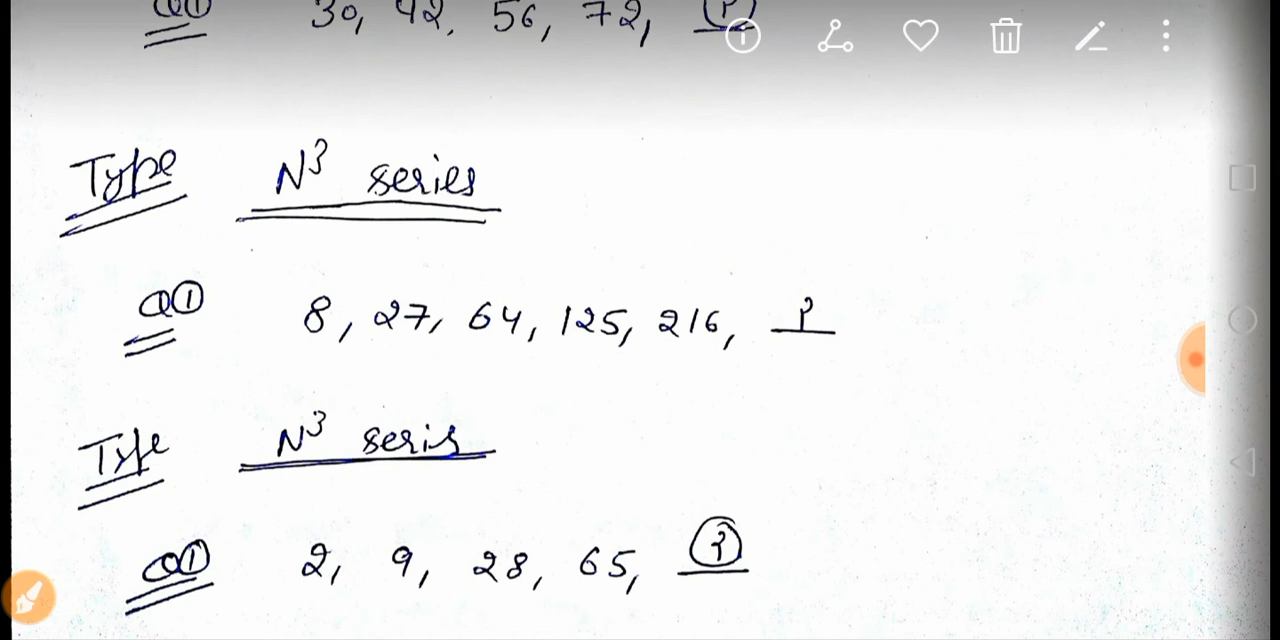 Q① 30, 42, 56, 72, (?)
Type N³ series
Q① 8, 27, 64, 125, 216, ?
Type N³ seris
Q① 2, 9, 28, 65, ?